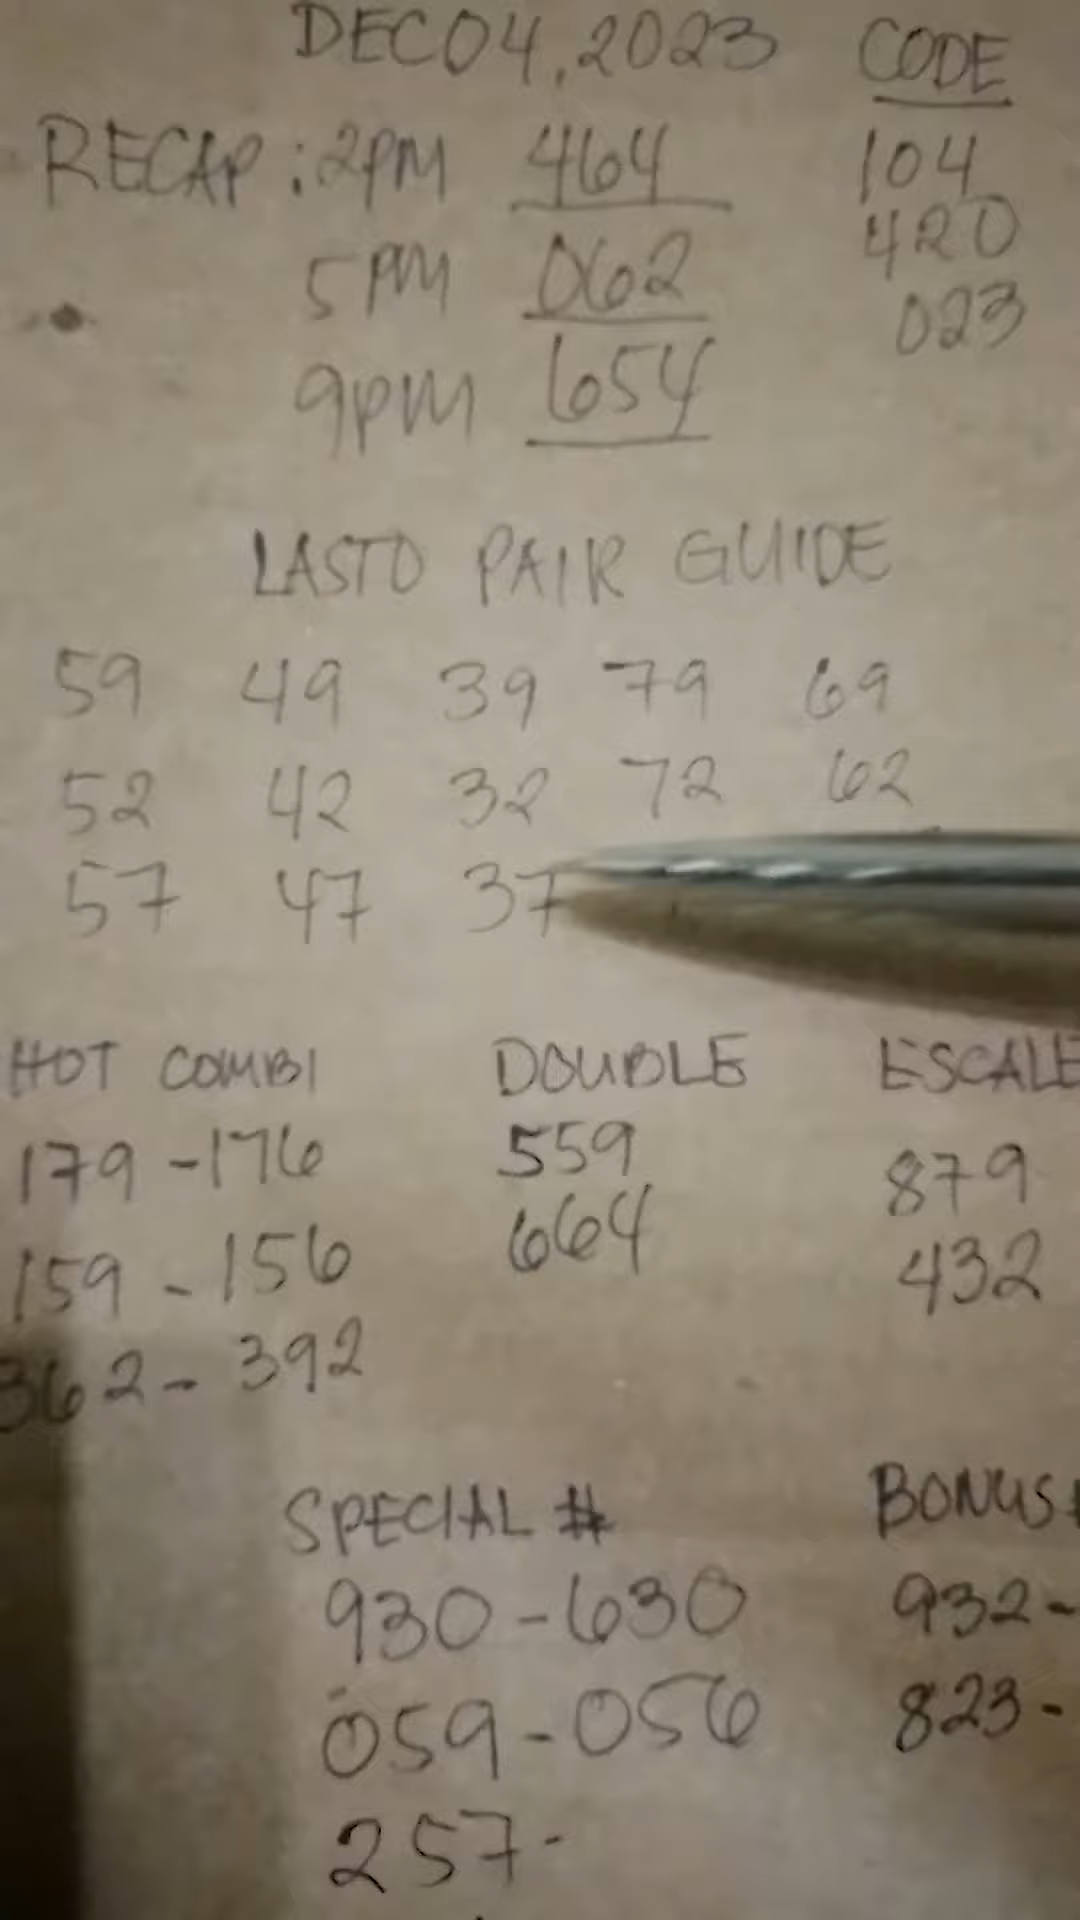 DEC 04, 2023 CODE
RECAP: 2PM 464 104
420
5PM 062
023
9PM 654
LASTO PAIR GUIDE
59 49 39 79 69
52 42 32 72 62
57 47 37
HOT COMBI DOUBLE ESCALE
179 - 176 559 879
159 - 156 664 432
362 - 392
SPECIAL # BONUS
930 - 630 932 -
059 - 056 823 -
257 -